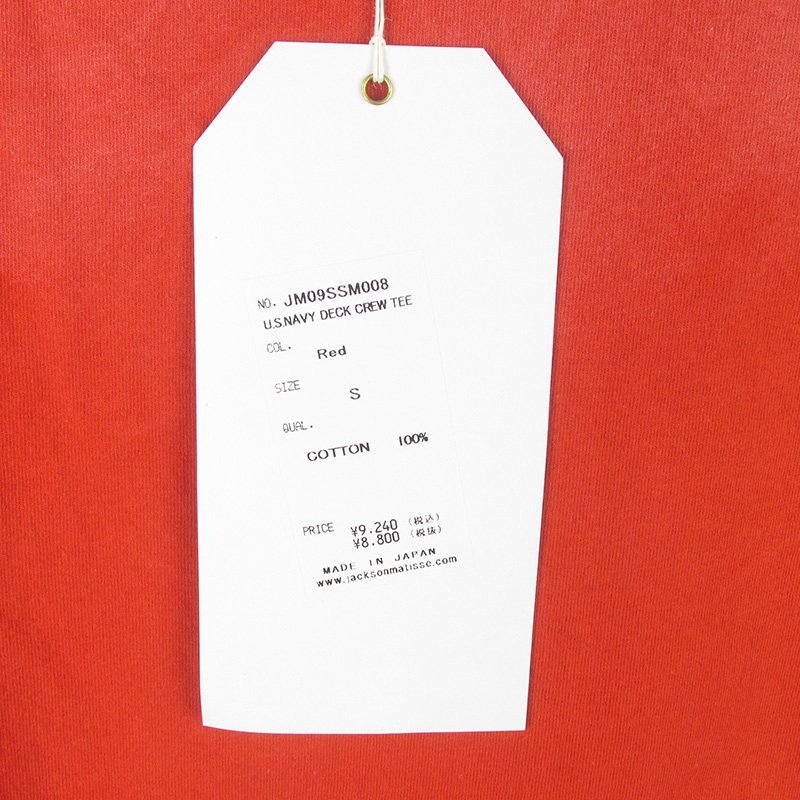 NO. JM09SSM008
U.S.NAVY DECK CREW TEE
COL. Red
SIZE S
QUAL.
COTTON 100%
PRICE ¥9.240 (税込)
¥8.800 (税抜)
MADE IN JAPAN
www.jacksonmatisse.com